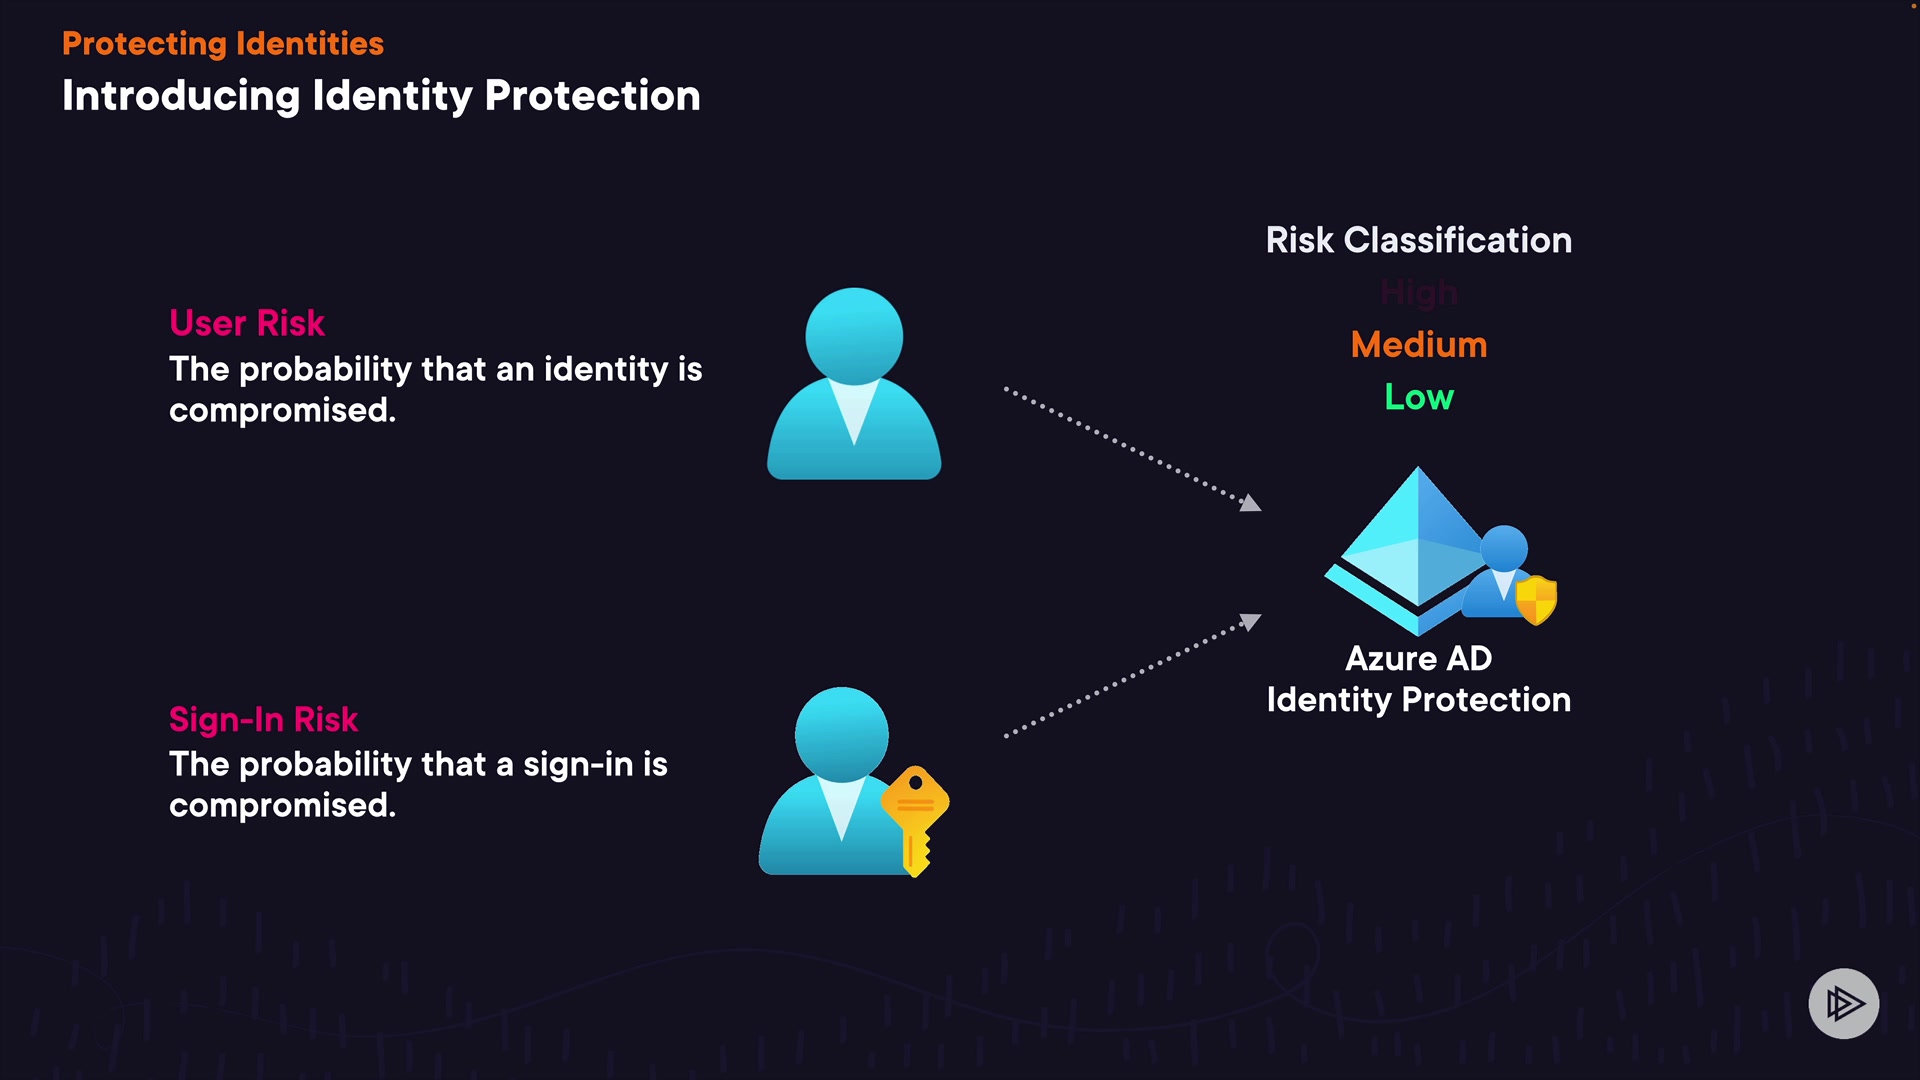 Protecting Identities
Introducing Identity Protection
User Risk
The probability that an identity is
compromised.
Sign-In Risk
The probability that a sign-in is
compromised.
Risk Classification
High
Medium
Low
Azure AD
Identity Protection